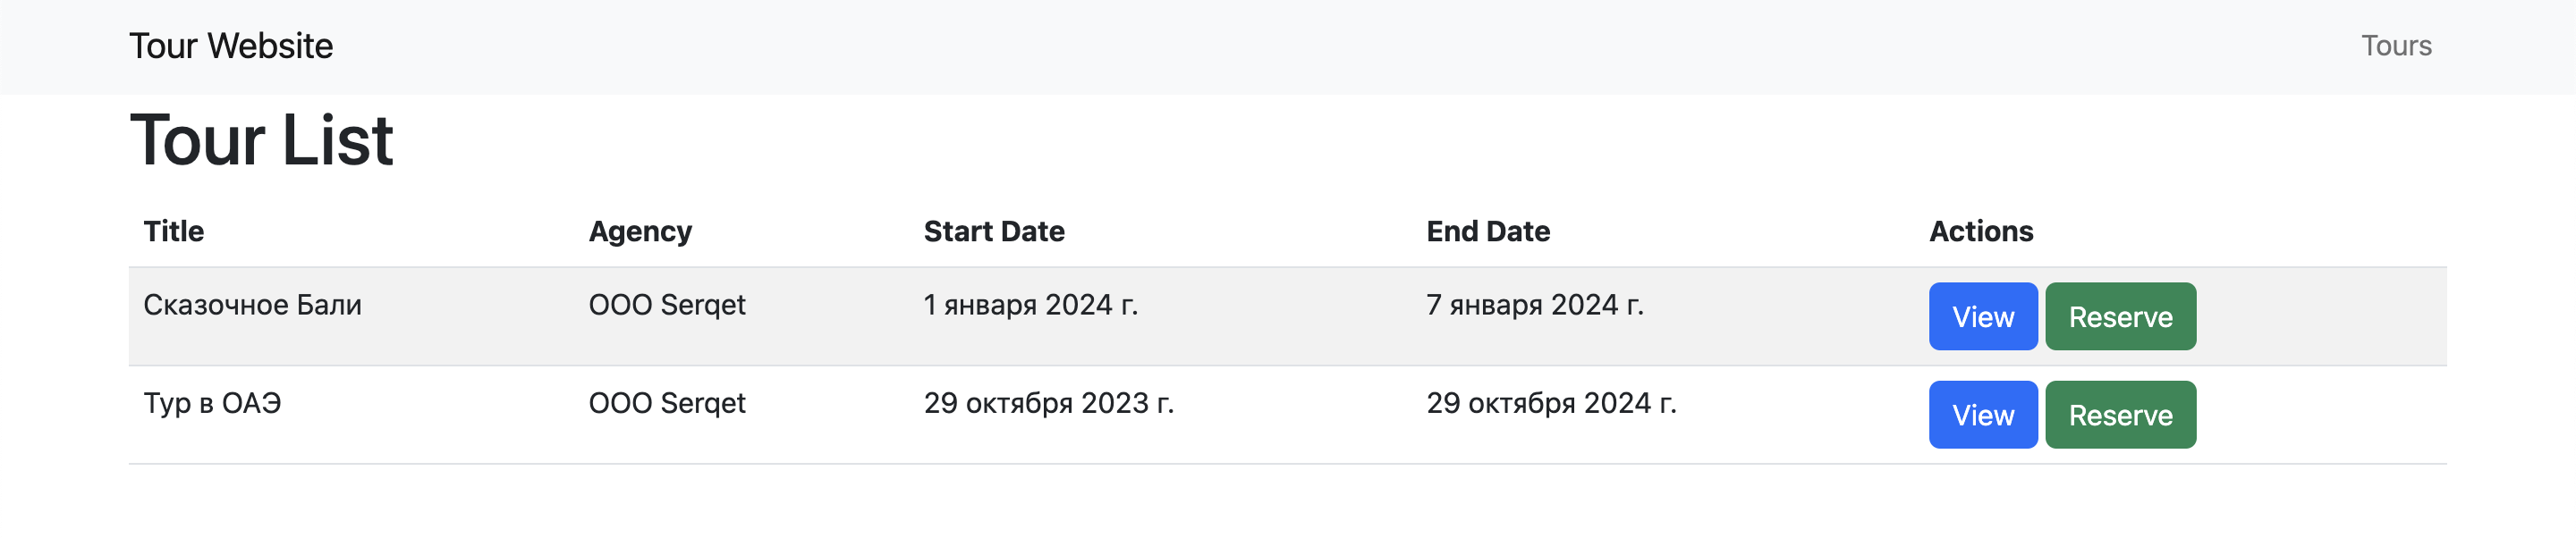 Tour Website Tours
Tour List
Title Agency Start Date End Date Actions
Сказочное Бали ООО Serqet 1 января 2024 г. 7 января 2024 г. View Reserve
Тур в ОАЭ ООО Serqet 29 октября 2023 г. 29 октября 2024 г. View Reserve